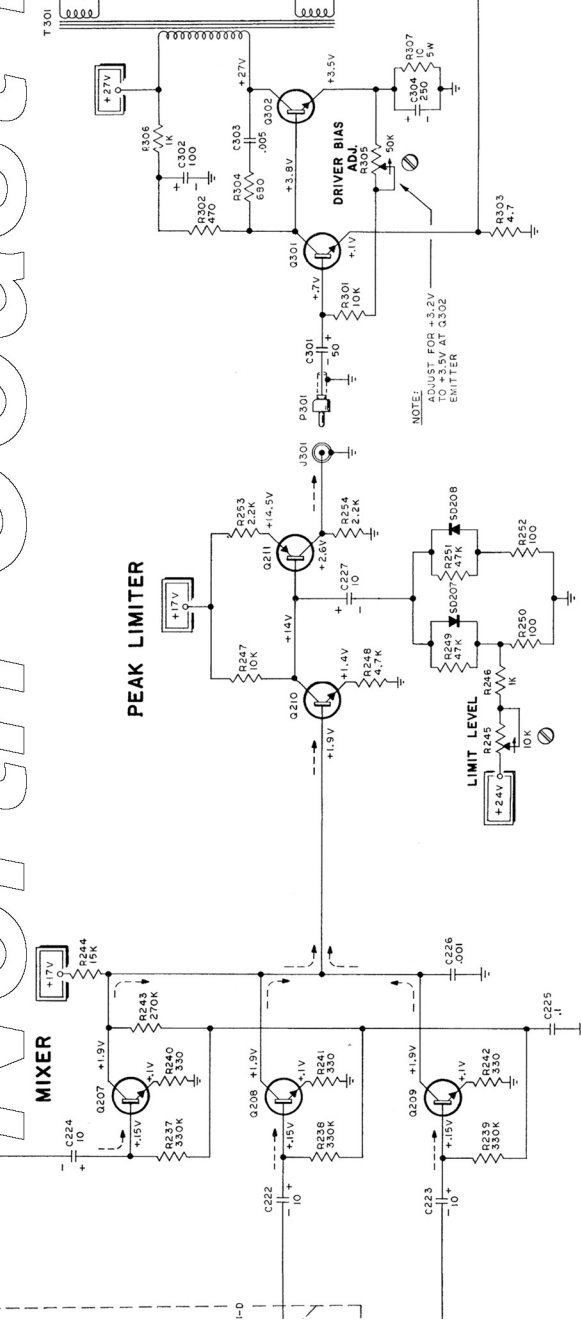 T301
+27V
R306
1K
+
C302
100
-
R302
470
+27V
C303
.005
R304
680
Q302
+3.8V
+3.5V
R307
5W
+
C304
250
-
DRIVER BIAS
ADJ.
R305
50K
Q301
+.7V
+.1V
R301
10K
R303
4.7
NOTE:
ADJUST FOR +3.2V
TO +3.5V AT Q302
EMITTER
C301
+
-
50
P301
J301
PEAK LIMITER
+17V
R253
2.2K
+14.5V
Q211
+2.6V
R254
2.2K
R247
10K
+14V
+
C227
10
-
Q210
+1.4V
R248
4.7K
+1.9V
SD208
R251
47K
R252
100
SD207
R249
47K
R250
100
R246
1K
LIMIT LEVEL
R245
10K
+24V
MIXER
+17V
R244
15K
C226
.001
R243
270K
C225
.1
+1.9V
Q207
+.1V
R240
330
+.15V
R237
330K
C224
10
-
+
+1.9V
Q208
+.1V
R241
330
+.15V
R238
330K
C222
-
+
10
+1.9V
Q209
+.1V
R242
330
+.15V
R239
330K
C223
-
+
10
1-D